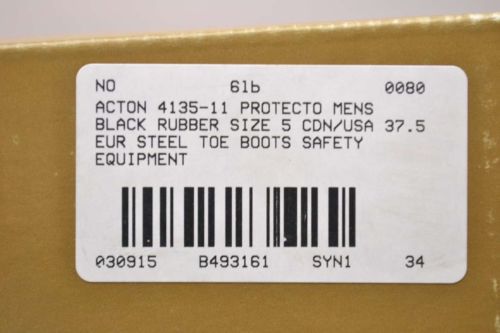 NO 6lb 0080
ACTON 4135-11 PROTECTO MENS
BLACK RUBBER SIZE 5 CDN/USA 37.5
EUR STEEL TOE BOOTS SAFETY
EQUIPMENT
030915 B493161 SYN1 34